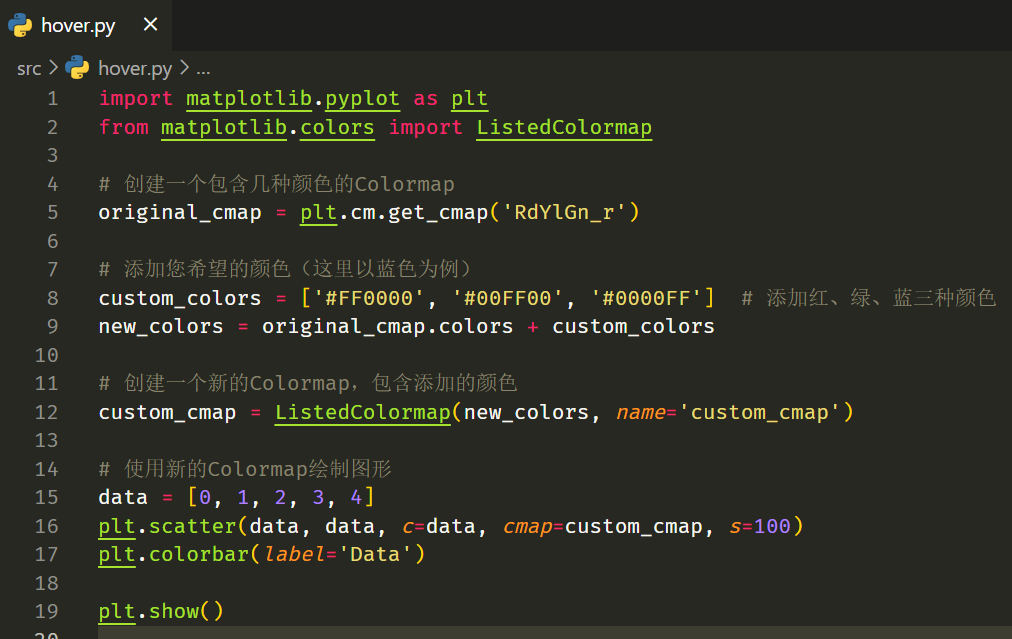 hover.py ×
src > hover.py > ...
1 import matplotlib.pyplot as plt
2 from matplotlib.colors import ListedColormap
3
4 # 创建一个包含几种颜色的Colormap
5 original_cmap = plt.cm.get_cmap('RdYlGn_r')
6
7 # 添加您希望的颜色（这里以蓝色为例）
8 custom_colors = ['#FF0000', '#00FF00', '#0000FF']  # 添加红、绿、蓝三种颜色
9 new_colors = original_cmap.colors + custom_colors
10
11 # 创建一个新的Colormap，包含添加的颜色
12 custom_cmap = ListedColormap(new_colors, name='custom_cmap')
13
14 # 使用新的Colormap绘制图形
15 data = [0, 1, 2, 3, 4]
16 plt.scatter(data, data, c=data, cmap=custom_cmap, s=100)
17 plt.colorbar(label='Data')
18
19 plt.show()
20